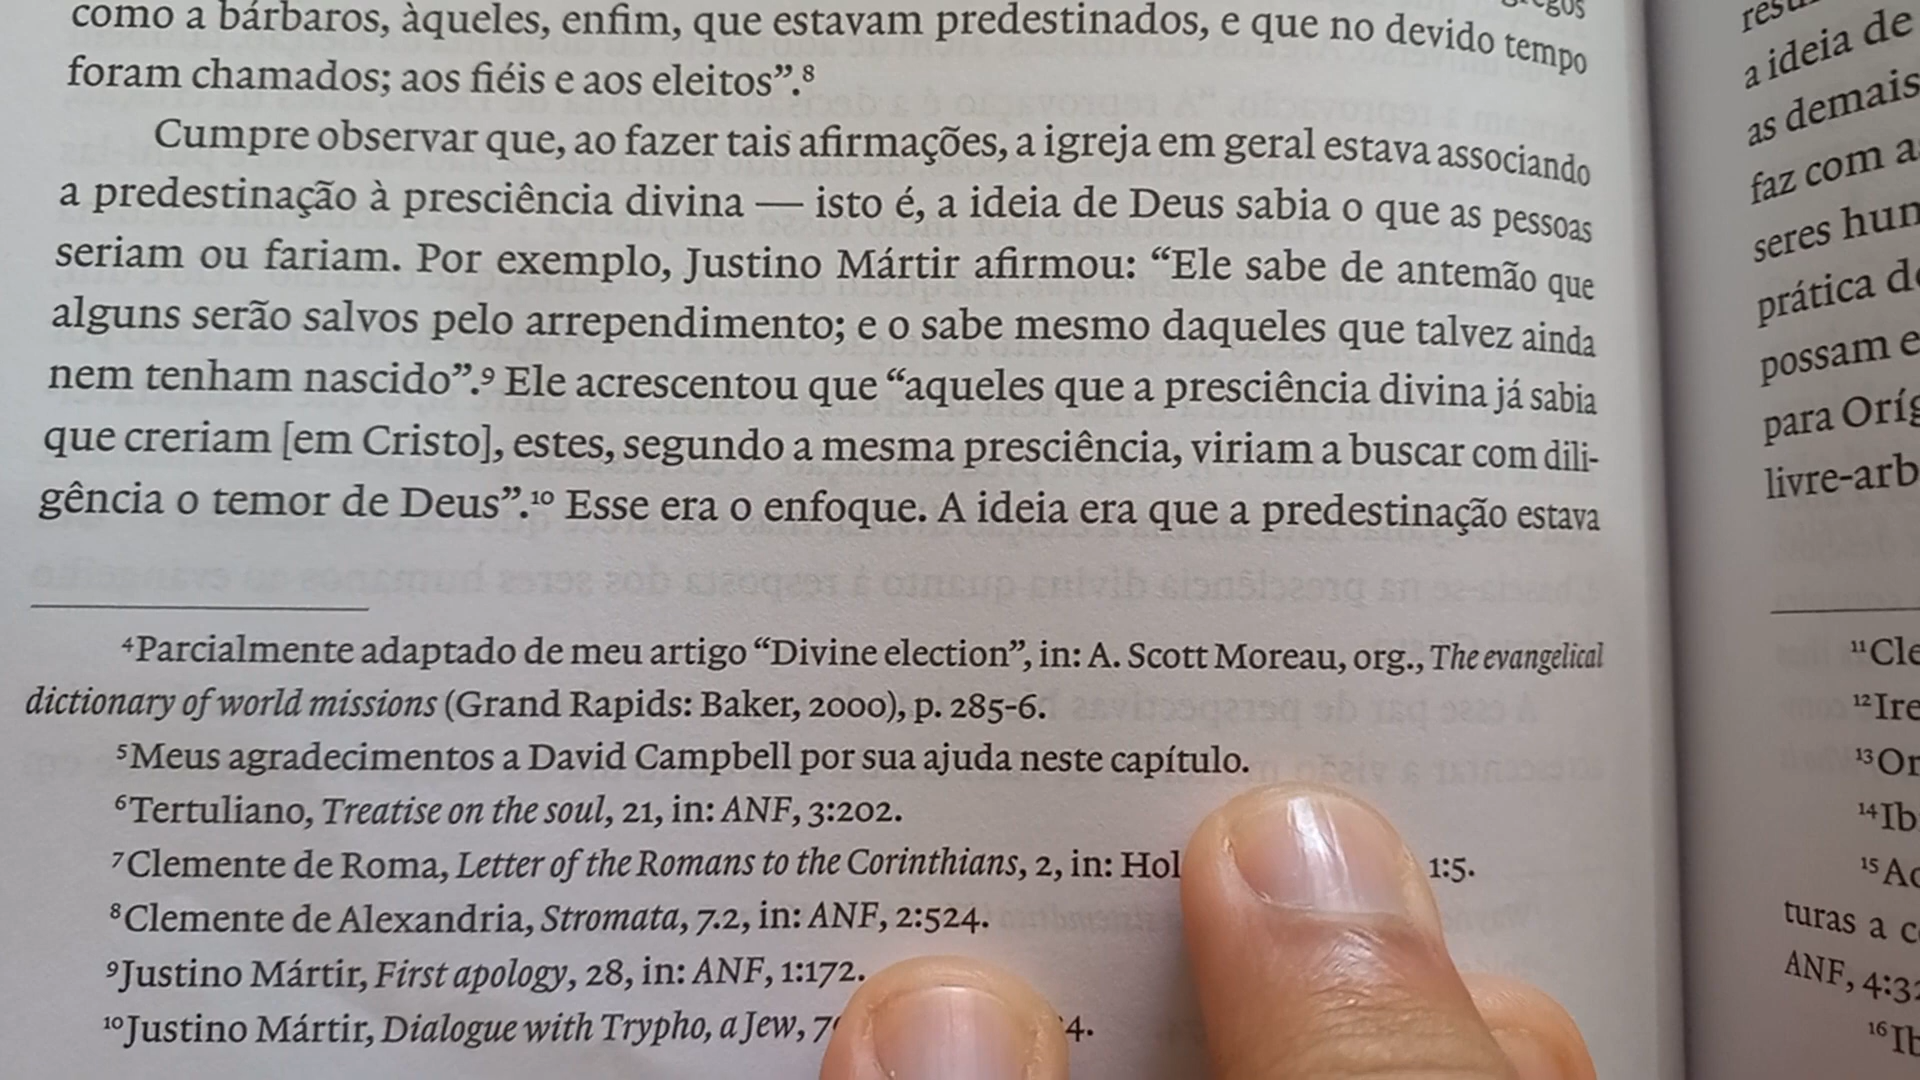 como a bárbaros, àqueles, enfim, que estavam predestinados, e que no devido tempo
foram chamados; aos fiéis e aos eleitos”.⁸
Cumpre observar que, ao fazer tais afirmações, a igreja em geral estava associando
a predestinação à presciência divina — isto é, a ideia de Deus sabia o que as pessoas
seriam ou fariam. Por exemplo, Justino Mártir afirmou: “Ele sabe de antemão que
alguns serão salvos pelo arrependimento; e o sabe mesmo daqueles que talvez ainda
nem tenham nascido”.⁹ Ele acrescentou que “aqueles que a presciência divina já sabia
que creriam [em Cristo], estes, segundo a mesma presciência, viriam a buscar com dili-
gência o temor de Deus”.¹⁰ Esse era o enfoque. A ideia era que a predestinação estava
⁴Parcialmente adaptado de meu artigo “Divine election”, in: A. Scott Moreau, org., The evangelical
dictionary of world missions (Grand Rapids: Baker, 2000), p. 285-6.
⁵Meus agradecimentos a David Campbell por sua ajuda neste capítulo.
⁶Tertuliano, Treatise on the soul, 21, in: ANF, 3:202.
⁷Clemente de Roma, Letter of the Romans to the Corinthians, 2, in: 1:5.
⁸Clemente de Alexandria, Stromata, 7.2, in: ANF, 2:524.
⁹Justino Mártir, First apology, 28, in: ANF, 1:172.
¹⁰Justino Mártir, Dialogue with Trypho, a Jew,
a ideia de
as demais
faz com
seres
prática
possam
para